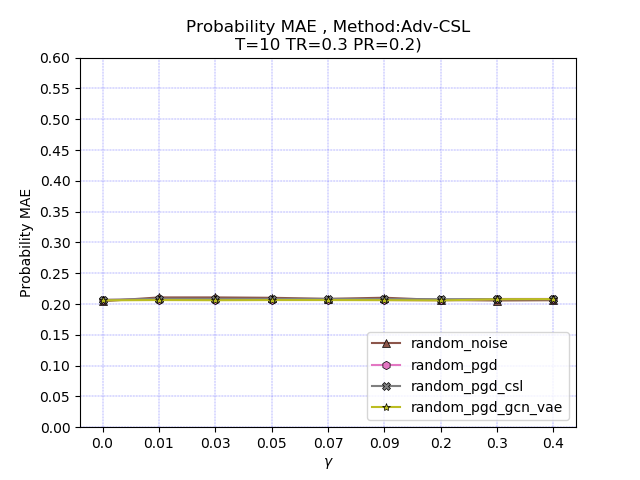 Probability MAE , Method:Adv-CSL
T=10 TR=0.3 PR=0.2)
Probability MAE
0.60
0.55
0.50
0.45
0.40
0.35
0.30
0.25
0.20
0.15
0.10
0.05
0.00
random_noise
random_pgd
random_pgd_csl
random_pgd_gcn_vae
0.0 0.01 0.03 0.05 0.07 0.09 0.2 0.3 0.4
γ